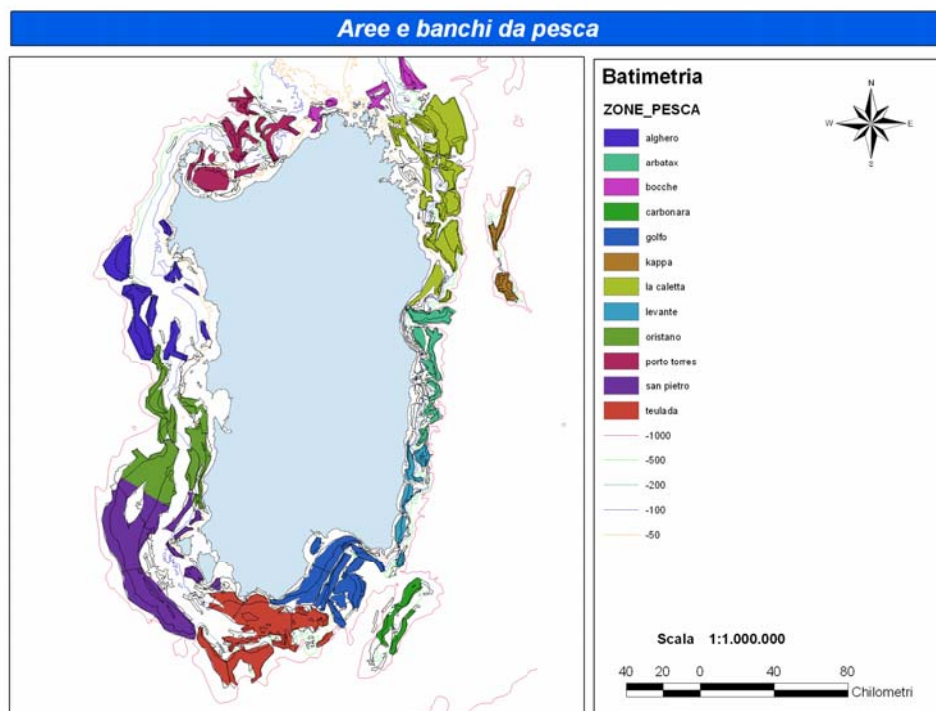 Aree e banchi da pesca
Batimetria
ZONE_PESCA
alghero
arbatax
bocche
carbonara
golfo
kappa
la caletta
levante
oristano
porto torres
san pietro
teulada
-1000
-500
-200
-100
-50
N
W E
S
Scala 1:1.000.000
40 20 0 40 80
Chilometri